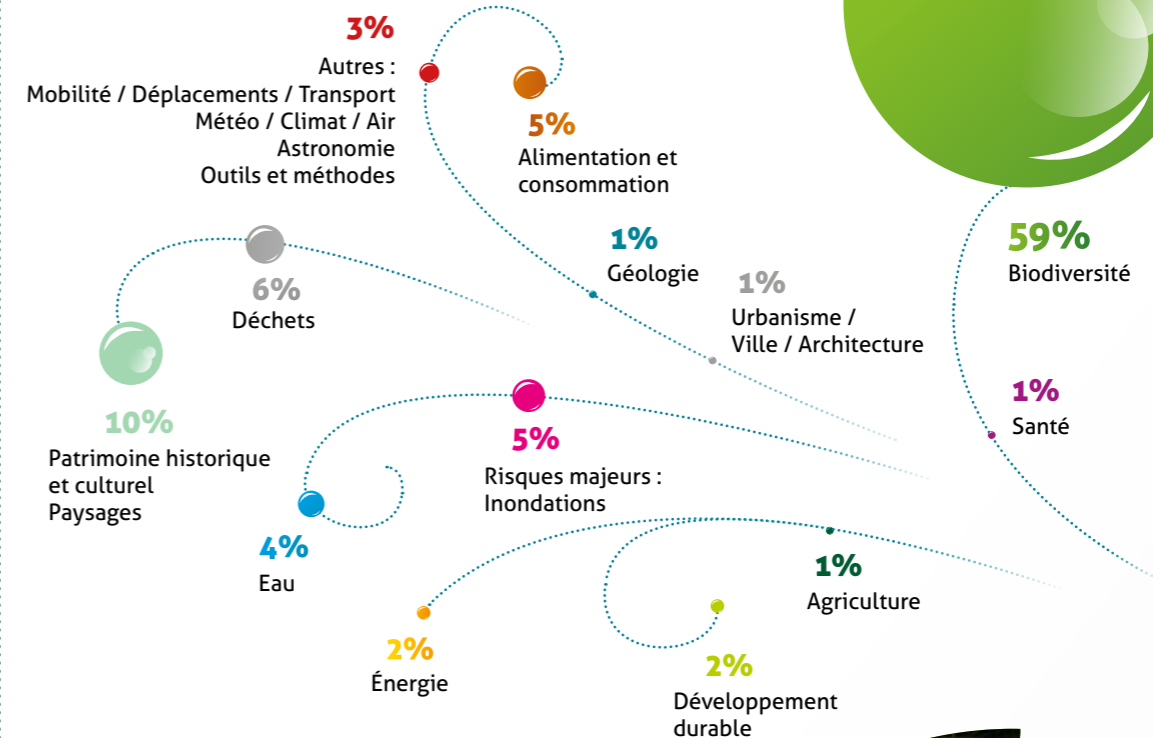 3%
Autres :
Mobilité / Déplacements / Transport
Météo / Climat / Air
Astronomie
Outils et méthodes
5%
Alimentation et
consommation
1%
Géologie
1%
Urbanisme /
Ville / Architecture
59%
Biodiversité
6%
Déchets
10%
Patrimoine historique
et culturel
Paysages
5%
Risques majeurs :
Inondations
1%
Santé
4%
Eau
1%
Agriculture
2%
Énergie
2%
Développement
durable